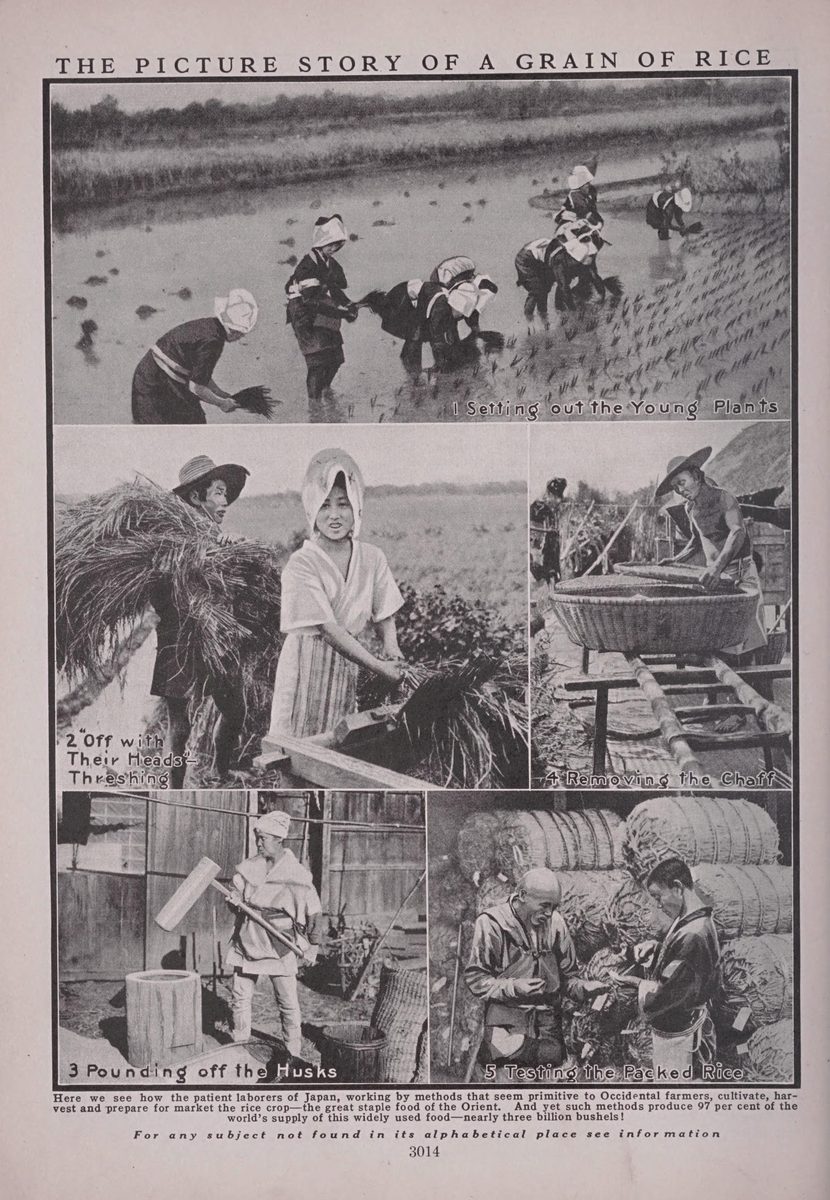 THE PICTURE STORY OF A GRAIN OF RICE
1 Setting out the Young Plants
2 "Off with
Their Heads"—
Threshing
4 Removing the Chaff
3 Pounding off the Husks
5 Testing the Packed Rice
Here we see how the patient laborers of Japan, working by methods that seem primitive to Occidental farmers, cultivate, har-
vest and prepare for market the rice crop—the great staple food of the Orient. And yet such methods produce 97 per cent of the
world's supply of this widely used food—nearly three billion bushels!
For any subject not found in its alphabetical place see information
3014